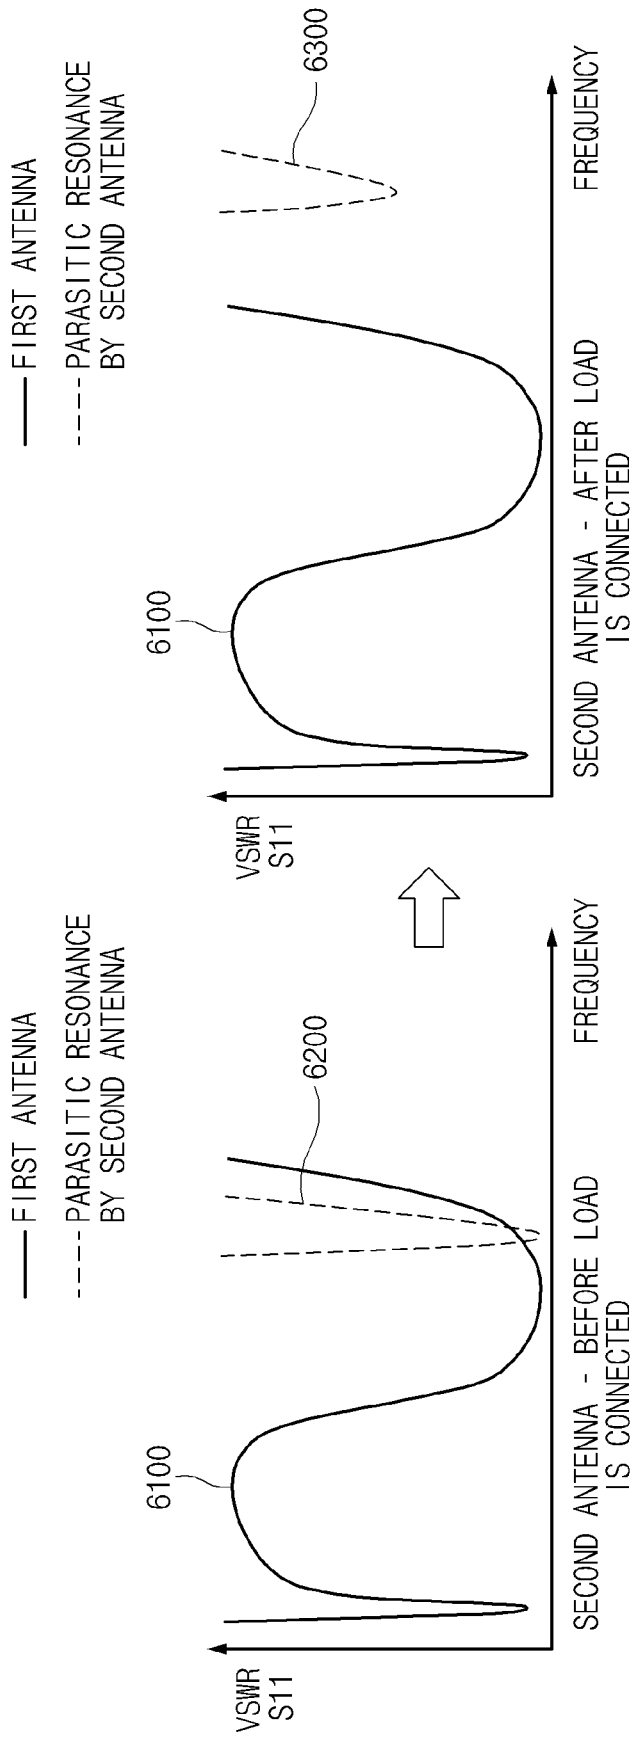 FIRST ANTENNA
PARASITIC RESONANCE
BY SECOND ANTENNA
VSWR
S11
6100
6200
FREQUENCY
SECOND ANTENNA - BEFORE LOAD
IS CONNECTED
FIRST ANTENNA
PARASITIC RESONANCE
BY SECOND ANTENNA
VSWR
S11
6100
6300
FREQUENCY
SECOND ANTENNA - AFTER LOAD
IS CONNECTED